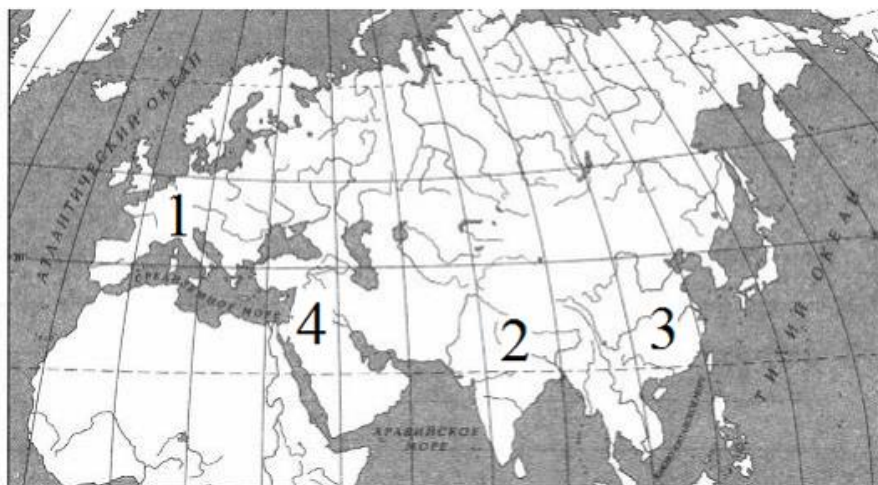 АТЛАНТИЧЕСКИЙ ОКЕАН
1
СРЕДИЗЕМНОЕ МОРЕ
4
2
3
АРАВИЙСКОЕ
МОРЕ
ТИХИЙ ОКЕАН